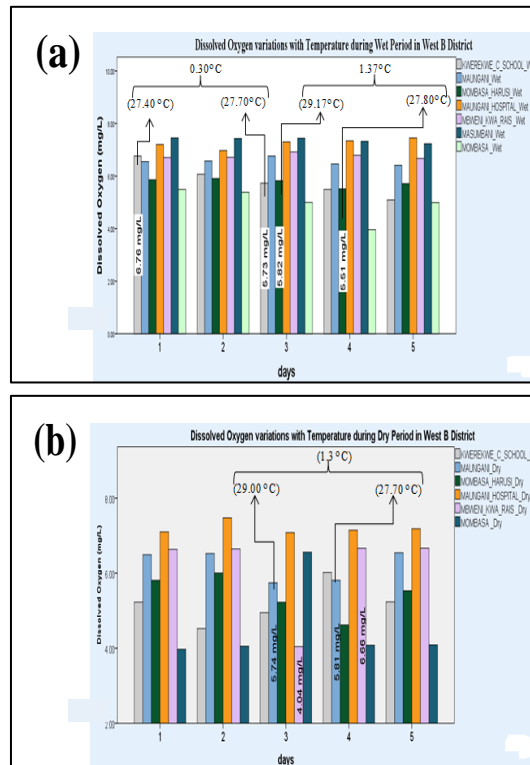 (a)
Dissolved Oxygen variations with Temperature during Wet Period in West B District
KWEREKWE_C_SCHOOL_W
MAUNGANI_Wet
MOMBASA_HARUSI_Wet
MAUNGANI_HOSPITAL_Wet
MBWENI_KWA_RAIS_Wet
MASUMBANI_Wet
MOMBASA_Wet
0.30°C
1.37°C
(27.40°C)
(27.70°C)
(29.17°C)
(27.80°C)
Dissolved Oxygen (mg/L)
6.76 mg/L
5.73 mg/L
5.82 mg/L
5.51 mg/L
1 2 3 4 5
days
(b)
Dissolved Oxygen variations with Temperature during Dry Period in West B District
KWEREKWE_C_SCHOOL_
MAUNGANI_Dry
MOMBASA_HARUSI_Dry
MAUNGANI_HOSPITAL_Dry
MBWENI_KWA_RAIS_Dry
MOMBASA_Dry
(1.3°C)
(29.00°C)
(27.70°C)
Dissolved Oxygen (mg/L)
8.00
6.00
4.00
2.00
5.74 mg/L
4.04 mg/L
5.81 mg/L
6.66 mg/L
1 2 3 4 5
days